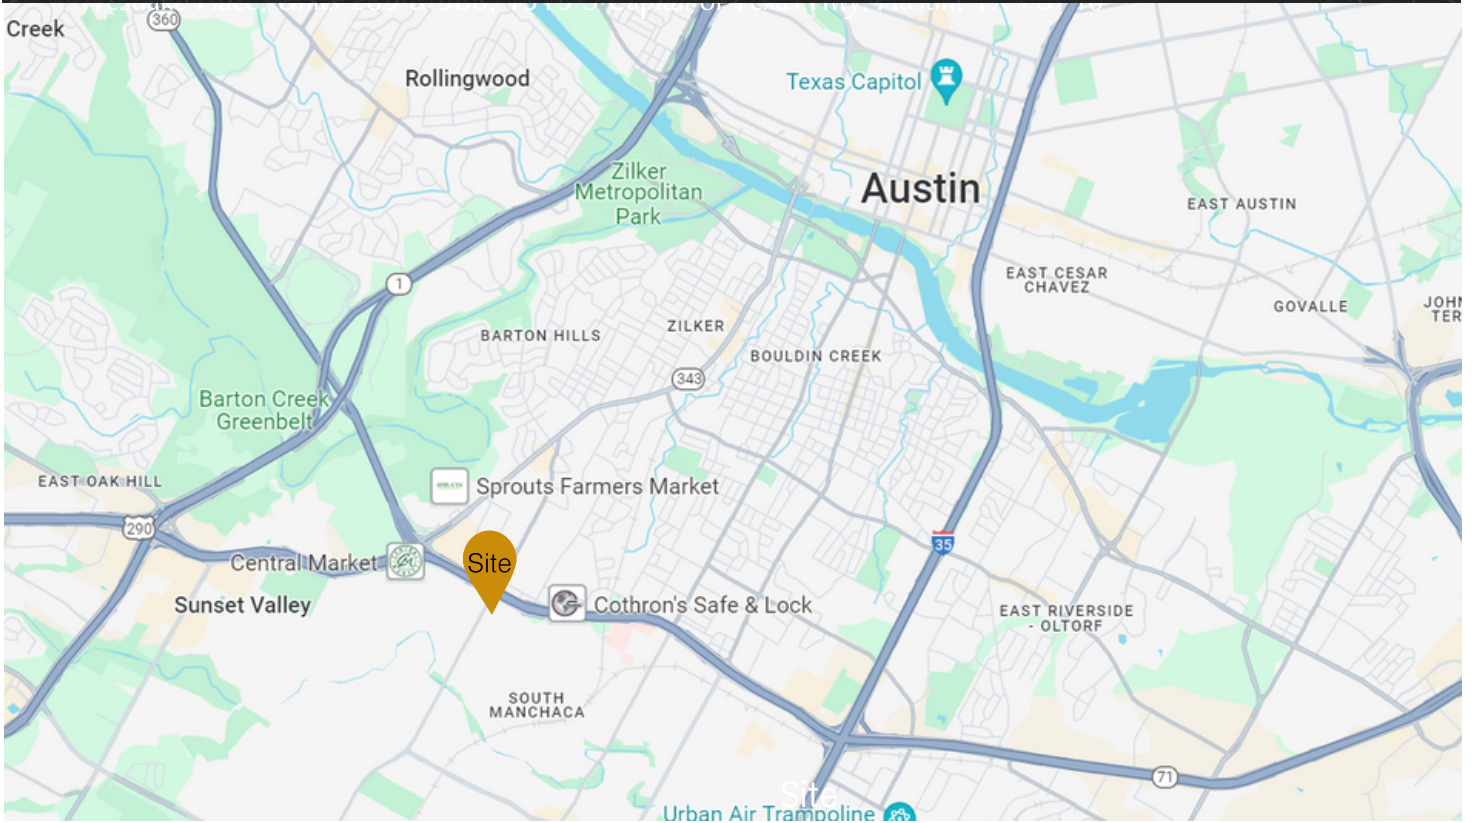 360
Creek
Rollingwood
Texas Capitol
Zilker
Metropolitan
Park
Austin
EAST AUSTIN
EAST CESAR
CHAVEZ
1
GOVALLE
JOHN
TER
BARTON HILLS
ZILKER
BOULDIN CREEK
343
Barton Creek
Greenbelt
EAST OAK HILL
Sprouts Farmers Market
290
35
Central Market
Site
Sunset Valley
Cothron's Safe & Lock
EAST RIVERSIDE
- OLTORF
SOUTH
MANCHACA
71
Site
Urban Air Trampoline